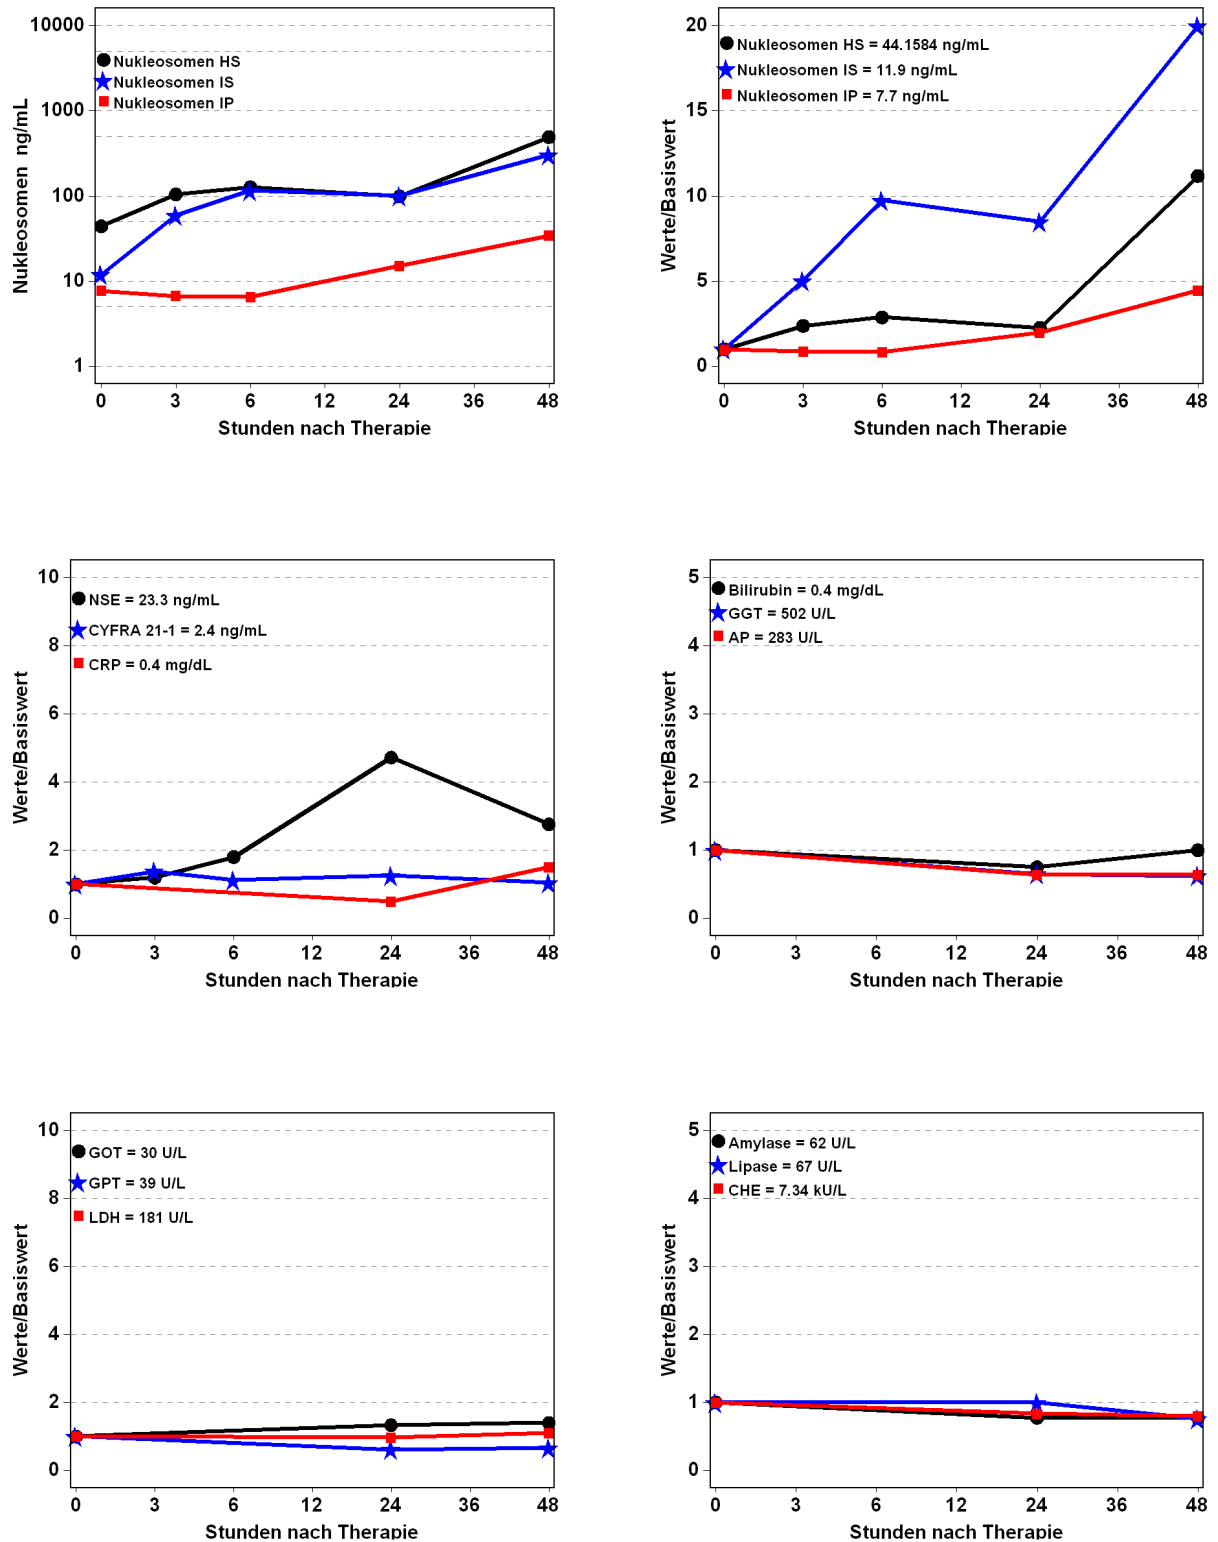 10000
1000
100
10
1
Nukleosomen ng/mL
Nukleosomen HS
Nukleosomen IS
Nukleosomen IP
0 3 6 12 24 36 48
Stunden nach Therapie
20
15
10
5
0
Werte/Basiswert
Nukleosomen HS = 44.1584 ng/mL
Nukleosomen IS = 11.9 ng/mL
Nukleosomen IP = 7.7 ng/mL
0 3 6 12 24 36 48
Stunden nach Therapie
10
8
6
4
2
0
Werte/Basiswert
NSE = 23.3 ng/mL
CYFRA 21-1 = 2.4 ng/mL
CRP = 0.4 mg/dL
0 3 6 12 24 36 48
Stunden nach Therapie
5
4
3
2
1
0
Werte/Basiswert
Bilirubin = 0.4 mg/dL
GGT = 502 U/L
AP = 283 U/L
0 3 6 12 24 36 48
Stunden nach Therapie
10
8
6
4
2
0
Werte/Basiswert
GOT = 30 U/L
GPT = 39 U/L
LDH = 181 U/L
0 3 6 12 24 36 48
Stunden nach Therapie
5
4
3
2
1
0
Werte/Basiswert
Amylase = 62 U/L
Lipase = 67 U/L
CHE = 7.34 kU/L
0 3 6 12 24 36 48
Stunden nach Therapie